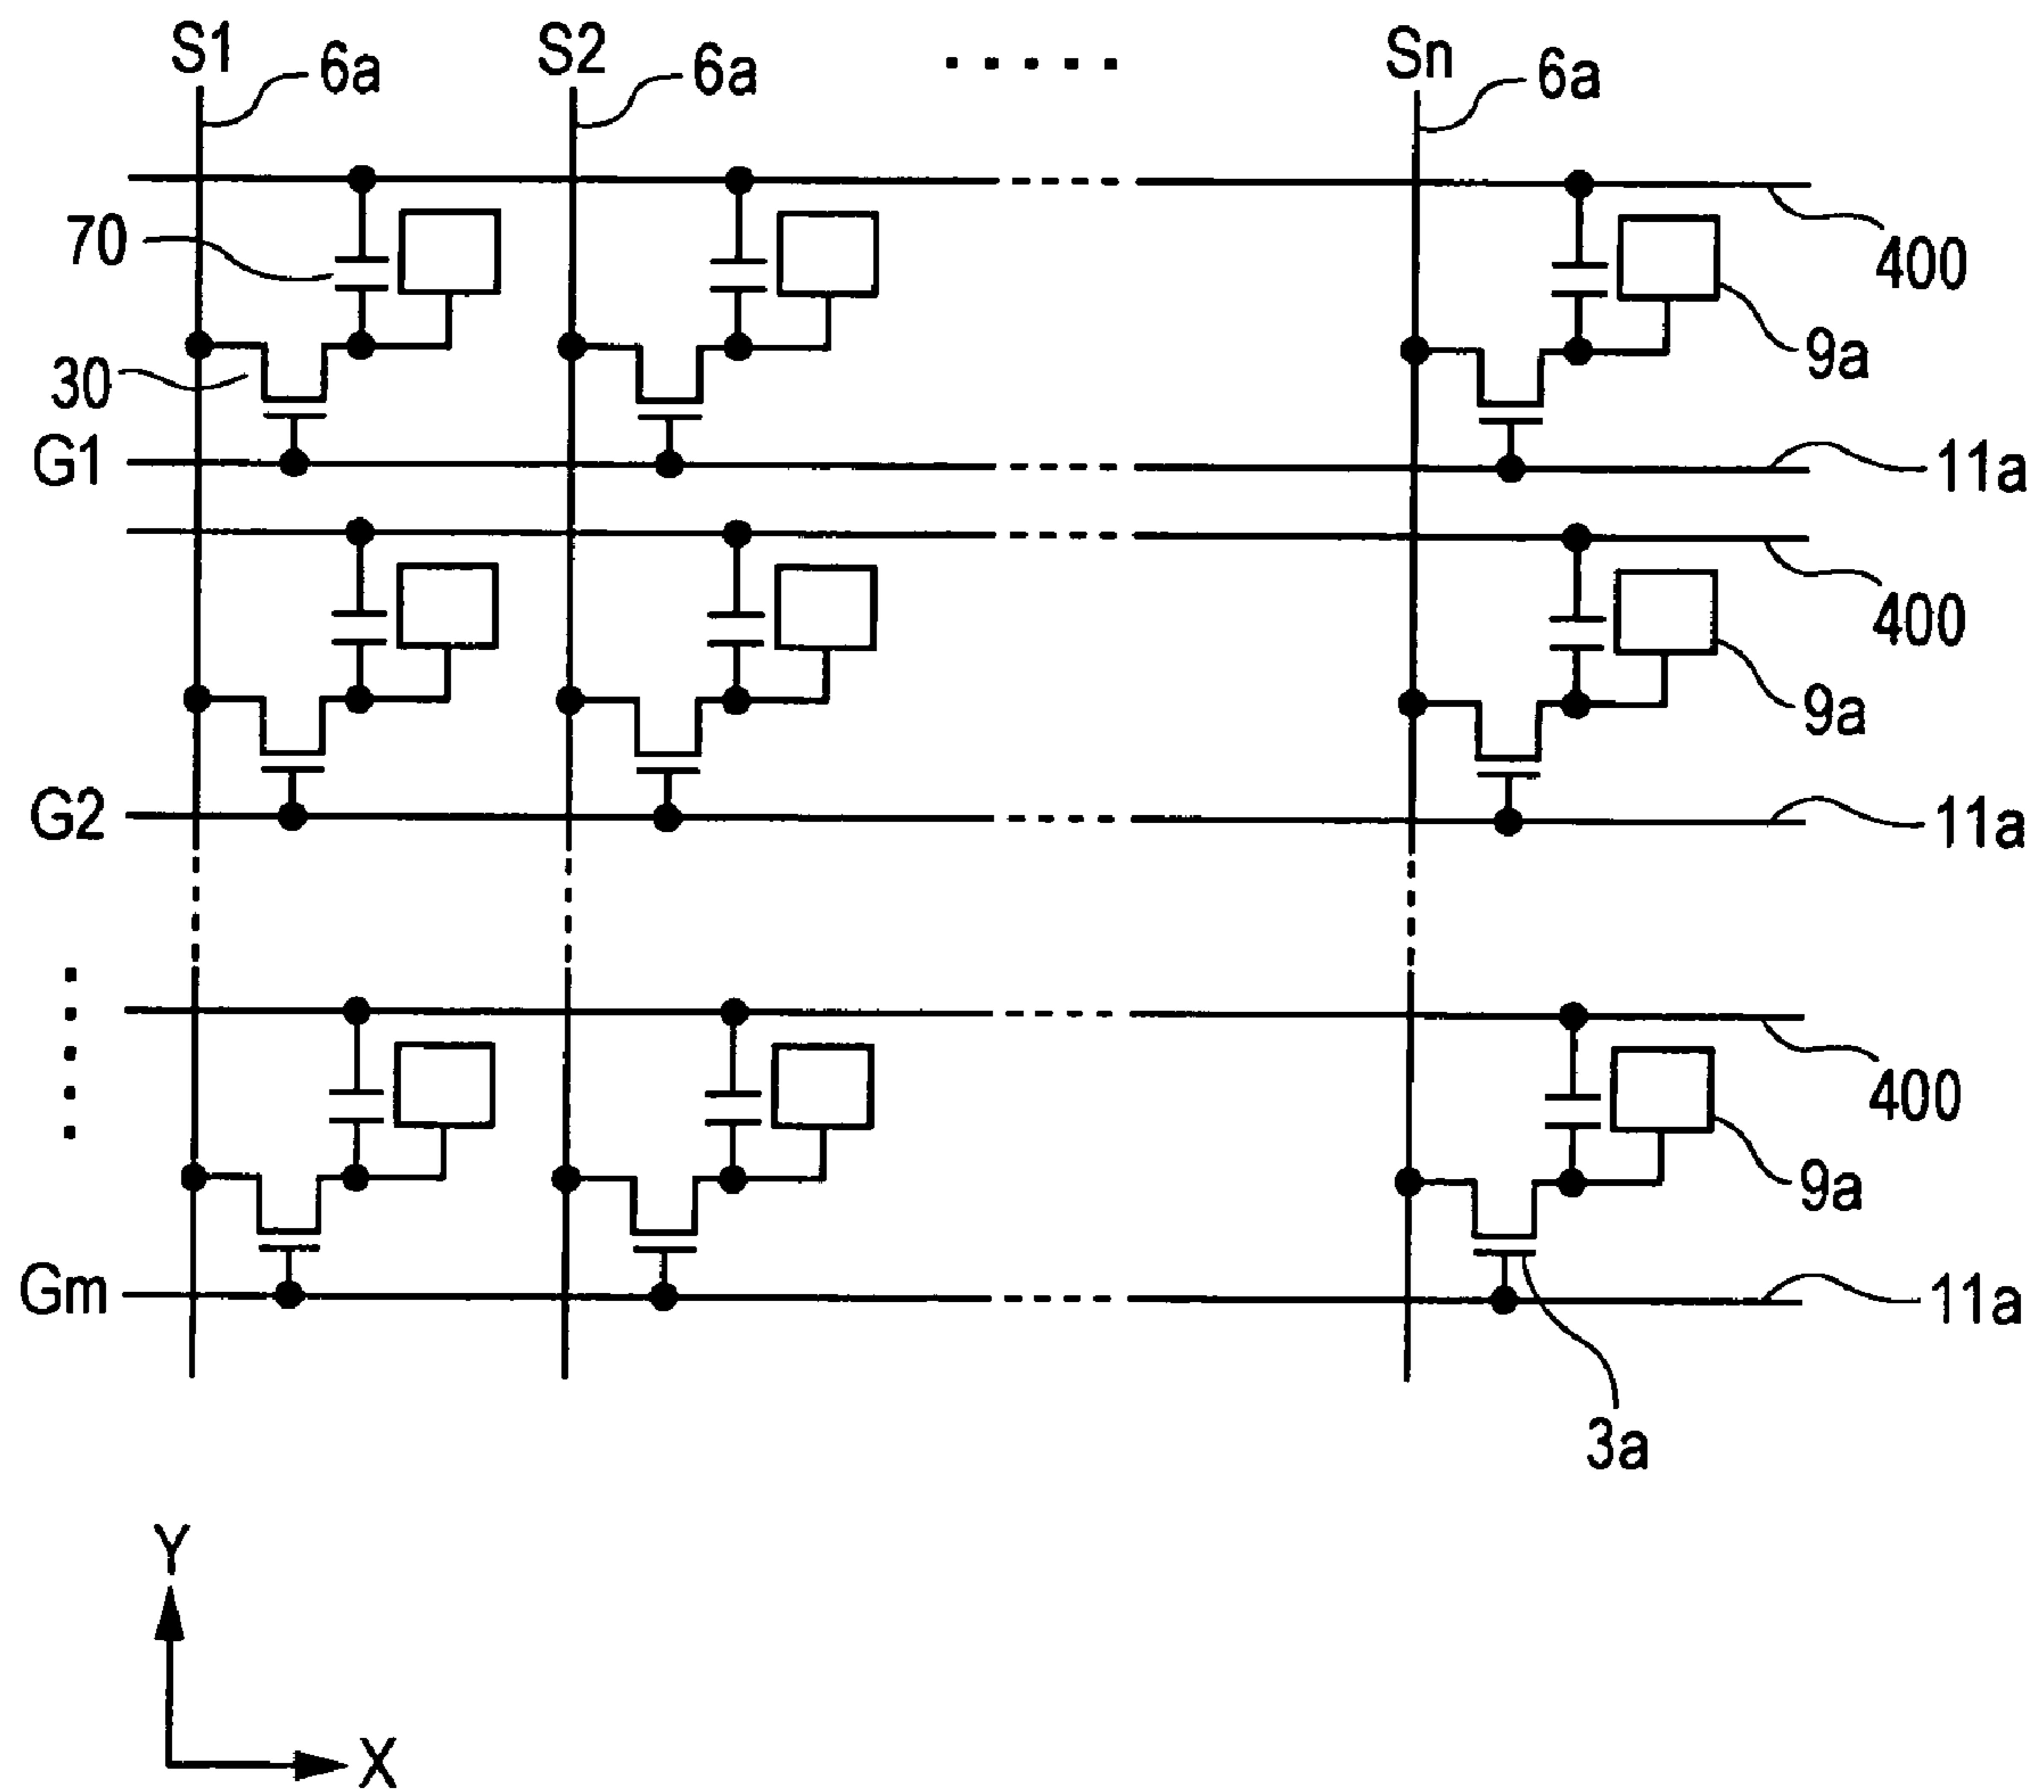 S1 6a S2 6a ..... Sn 6a
70
400
30
9a
G1 11a
400
9a
G2 11a
400
9a
Gm 11a
3a
Y
X